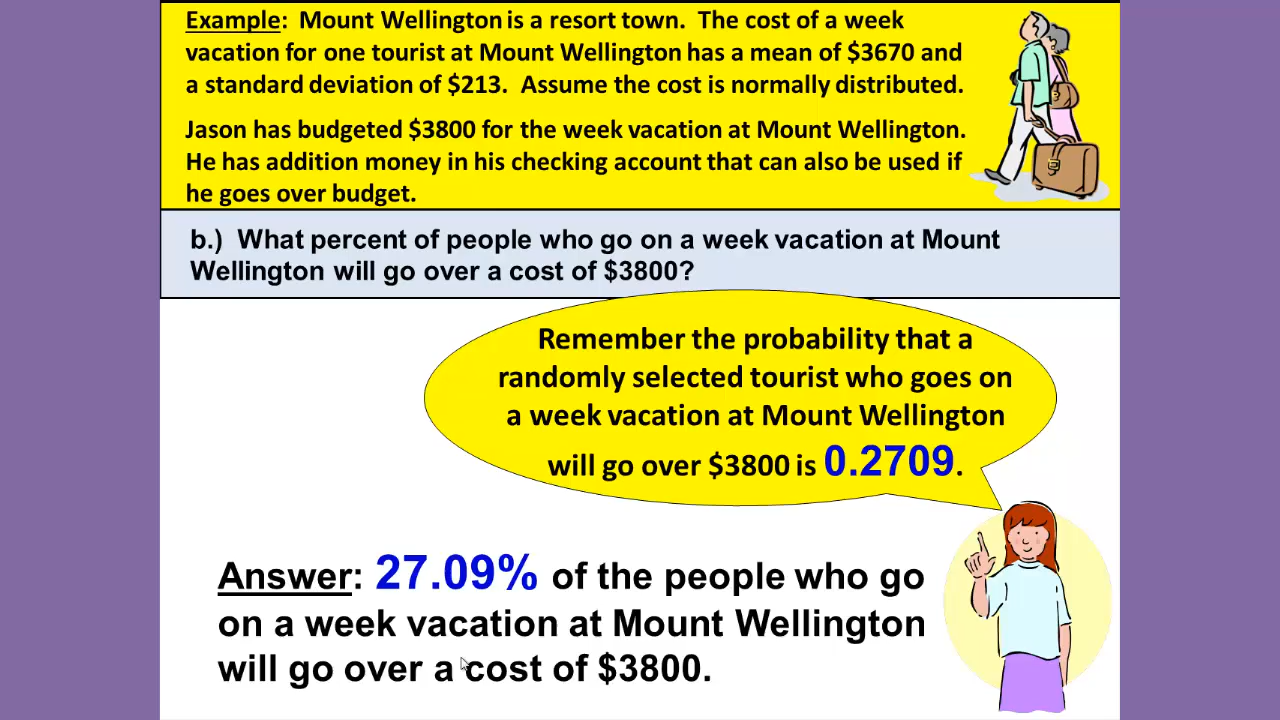 Example:  Mount Wellington is a resort town.  The cost of a week
vacation for one tourist at Mount Wellington has a mean of $3670 and
a standard deviation of $213.  Assume the cost is normally distributed.
Jason has budgeted $3800 for the week vacation at Mount Wellington.
He has addition money in his checking account that can also be used if
he goes over budget.
b.)  What percent of people who go on a week vacation at Mount
Wellington will go over a cost of $3800?
Remember the probability that a
randomly selected tourist who goes on
a week vacation at Mount Wellington
will go over $3800 is 0.2709.
Answer: 27.09% of the people who go
on a week vacation at Mount Wellington
will go over a cost of $3800.